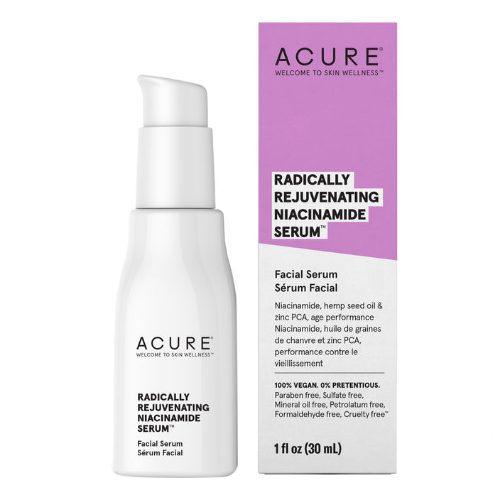 ACURE®
WELCOME TO SKIN WELLNESS™
RADICALLY
REJUVENATING
NIACINAMIDE
SERUM™
Facial Serum
Sérum Facial
ACURE®
WELCOME TO SKIN WELLNESS™
RADICALLY
REJUVENATING
NIACINAMIDE
SERUM™
Facial Serum
Sérum Facial
Niacinamide, hemp seed oil &
zinc PCA, age performance
Niacinamide, huile de graines
de chanvre et zinc PCA,
performance contre le
vieillissement
100% VEGAN. 0% PRETENTIOUS.
Paraben free, Sulfate free,
Mineral oil free, Petrolatum free,
Formaldehyde free, Cruelty free™
1 fl oz (30 mL)